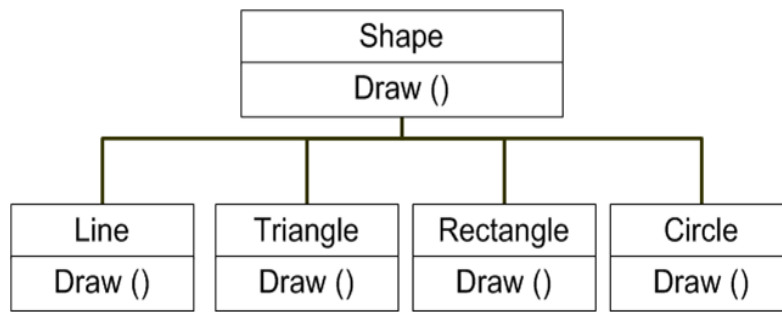 Shape
Draw ()
Line
Triangle
Rectangle
Circle
Draw ()
Draw ()
Draw ()
Draw ()